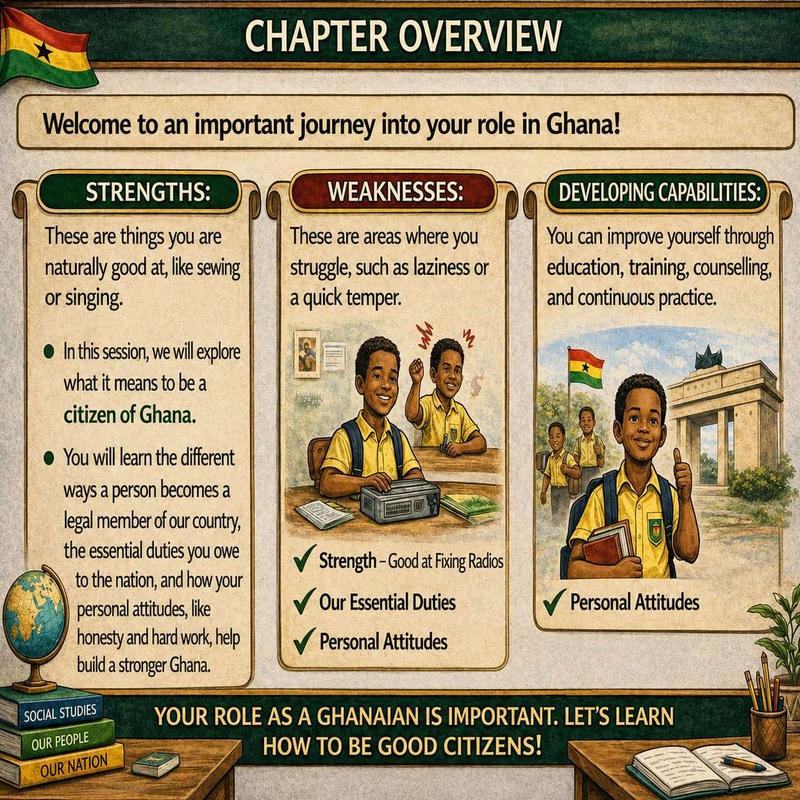 CHAPTER OVERVIEW
Welcome to an important journey into your role in Ghana!
STRENGTHS:
These are things you are
naturally good at, like sewing
or singing.
In this session, we will explore
what it means to be a
citizen of Ghana.
You will learn the different
ways a person becomes a
legal member of our country,
the essential duties you owe
to the nation, and how your
personal attitudes, like
honesty and hard work, help
build a stronger Ghana.
WEAKNESSES:
These are areas where you
struggle, such as laziness or
a quick temper.
✓ Strength – Good at Fixing Radios
✓ Our Essential Duties
✓ Personal Attitudes
DEVELOPING CAPABILITIES:
You can improve yourself through
education, training, counselling,
and continuous practice.
✓ Personal Attitudes
SOCIAL STUDIES
OUR PEOPLE
OUR NATION
YOUR ROLE AS A GHANAIAN IS IMPORTANT. LET'S LEARN
HOW TO BE GOOD CITIZENS!